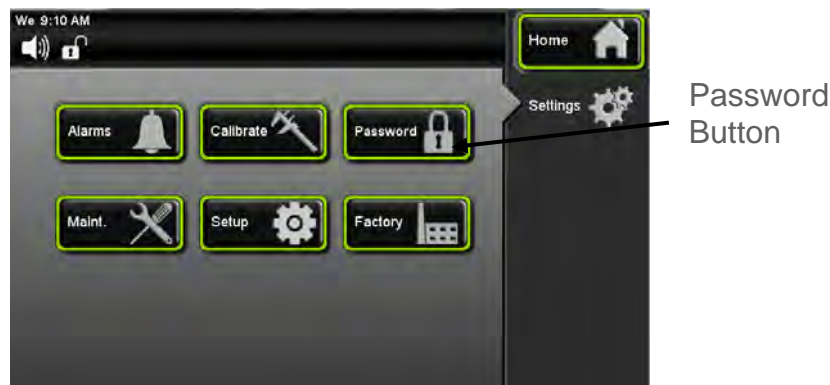 We 9:10 AM
Home
Settings
Alarms
Calibrate
Password
Maint.
Setup
Factory
Password
Button